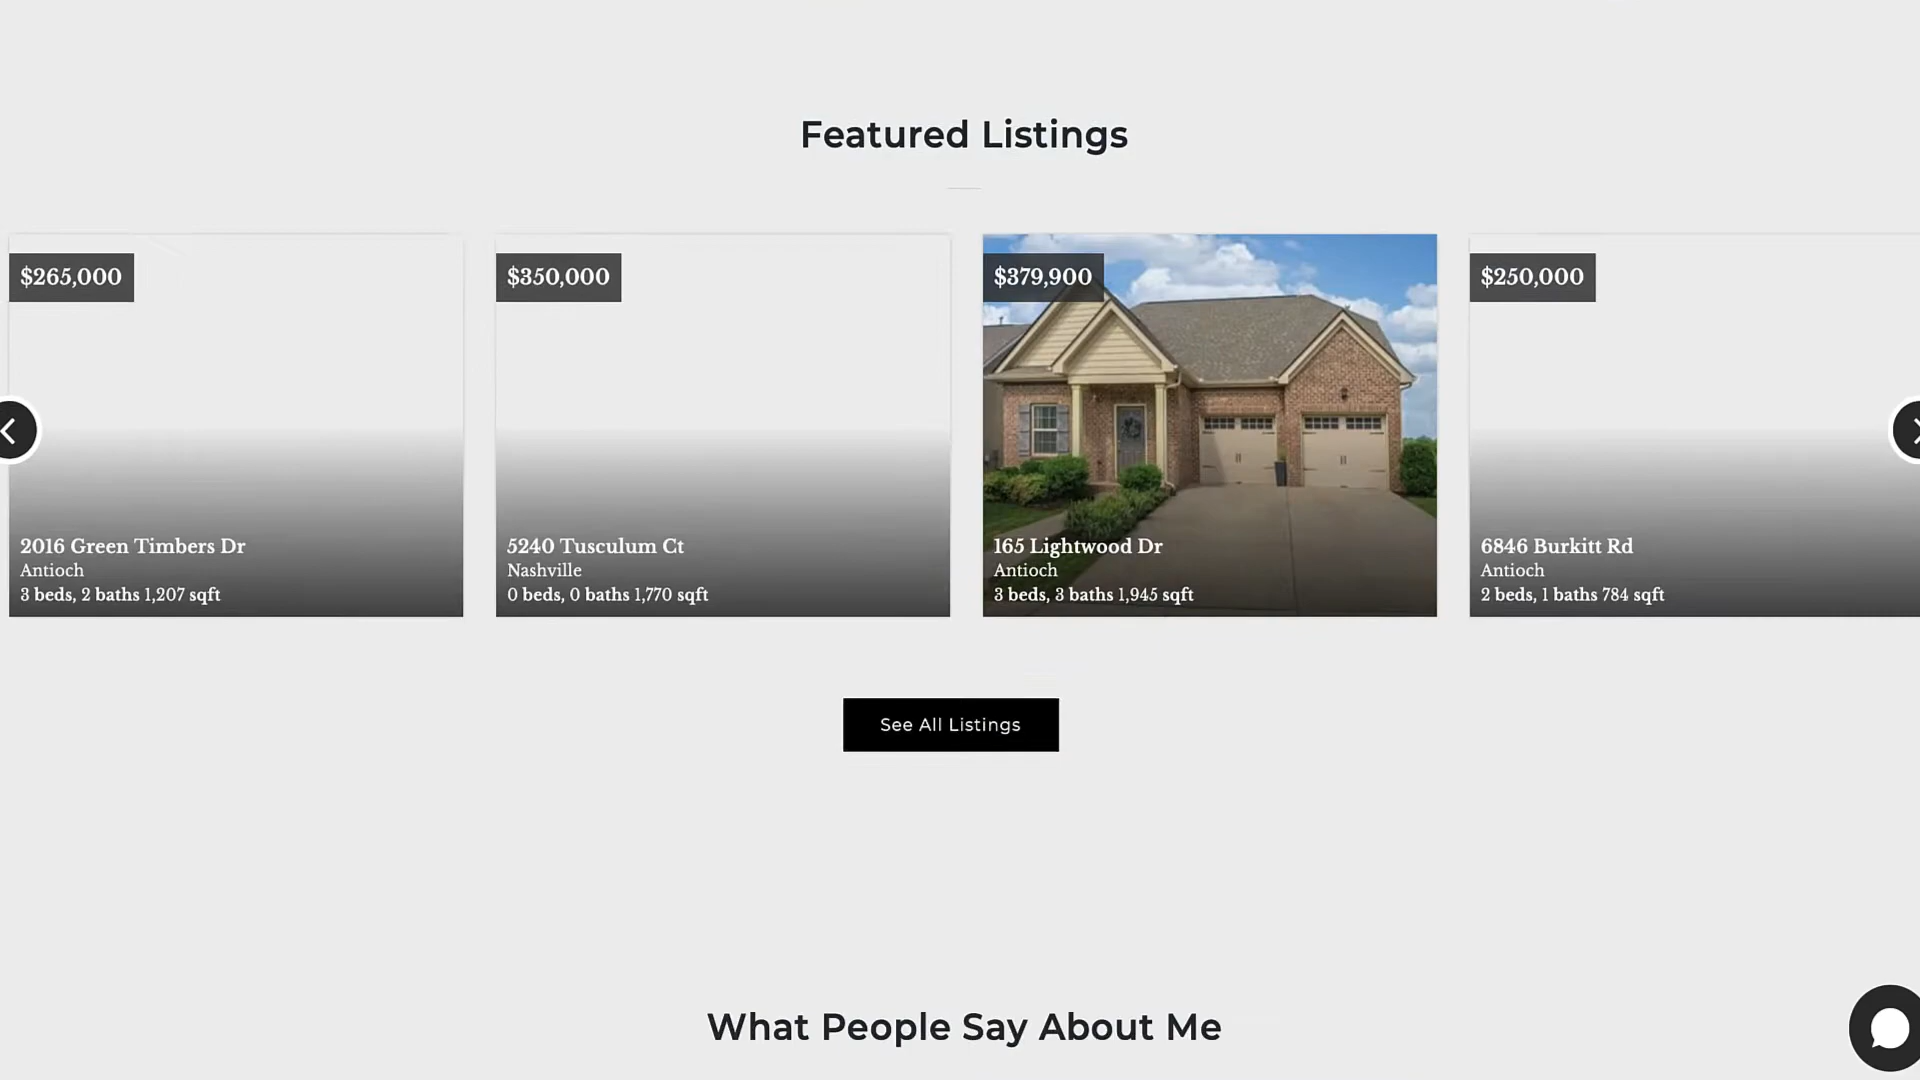 Featured Listings
$265,000
2016 Green Timbers Dr
Antioch
3 beds, 2 baths 1,207 sqft
$350,000
5240 Tusculum Ct
Nashville
0 beds, 0 baths 1,770 sqft
$379,900
165 Lightwood Dr
Antioch
3 beds, 3 baths 1,945 sqft
$250,000
6846 Burkitt Rd
Antioch
2 beds, 1 baths 784 sqft
See All Listings
What People Say About Me